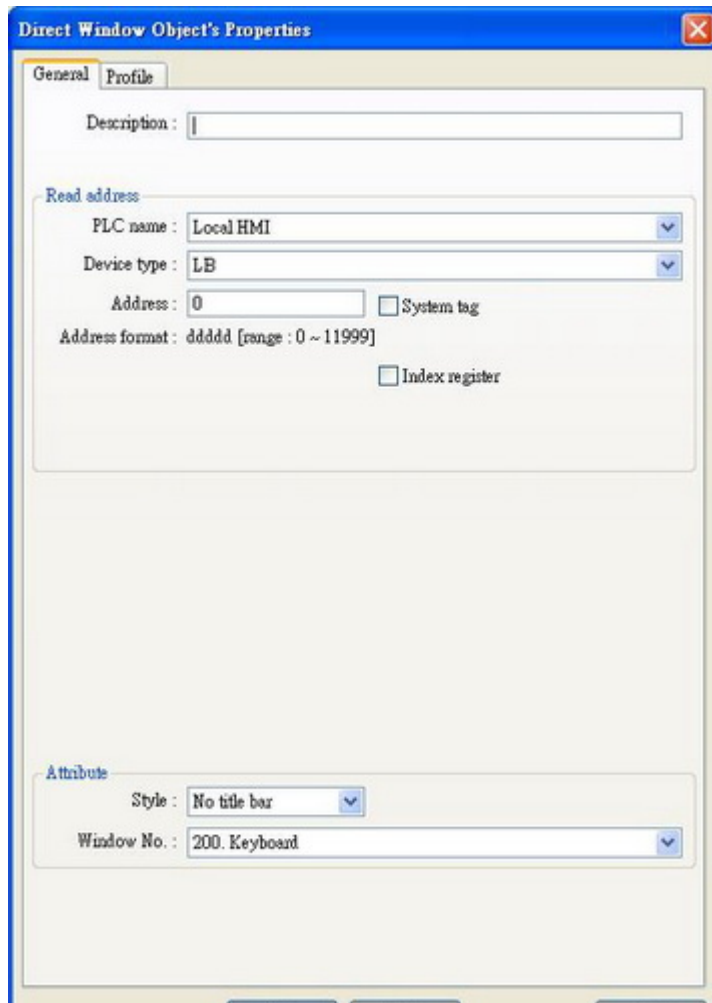 Direct Window Object's Properties
General Profile
Description :
Read address
PLC name : Local HMI
Device type : LB
Address : 0 System tag
Address format : ddddd [range : 0 ~ 11999]
Index register
Attribute
Style : No title bar
Window No. : 200. Keyboard